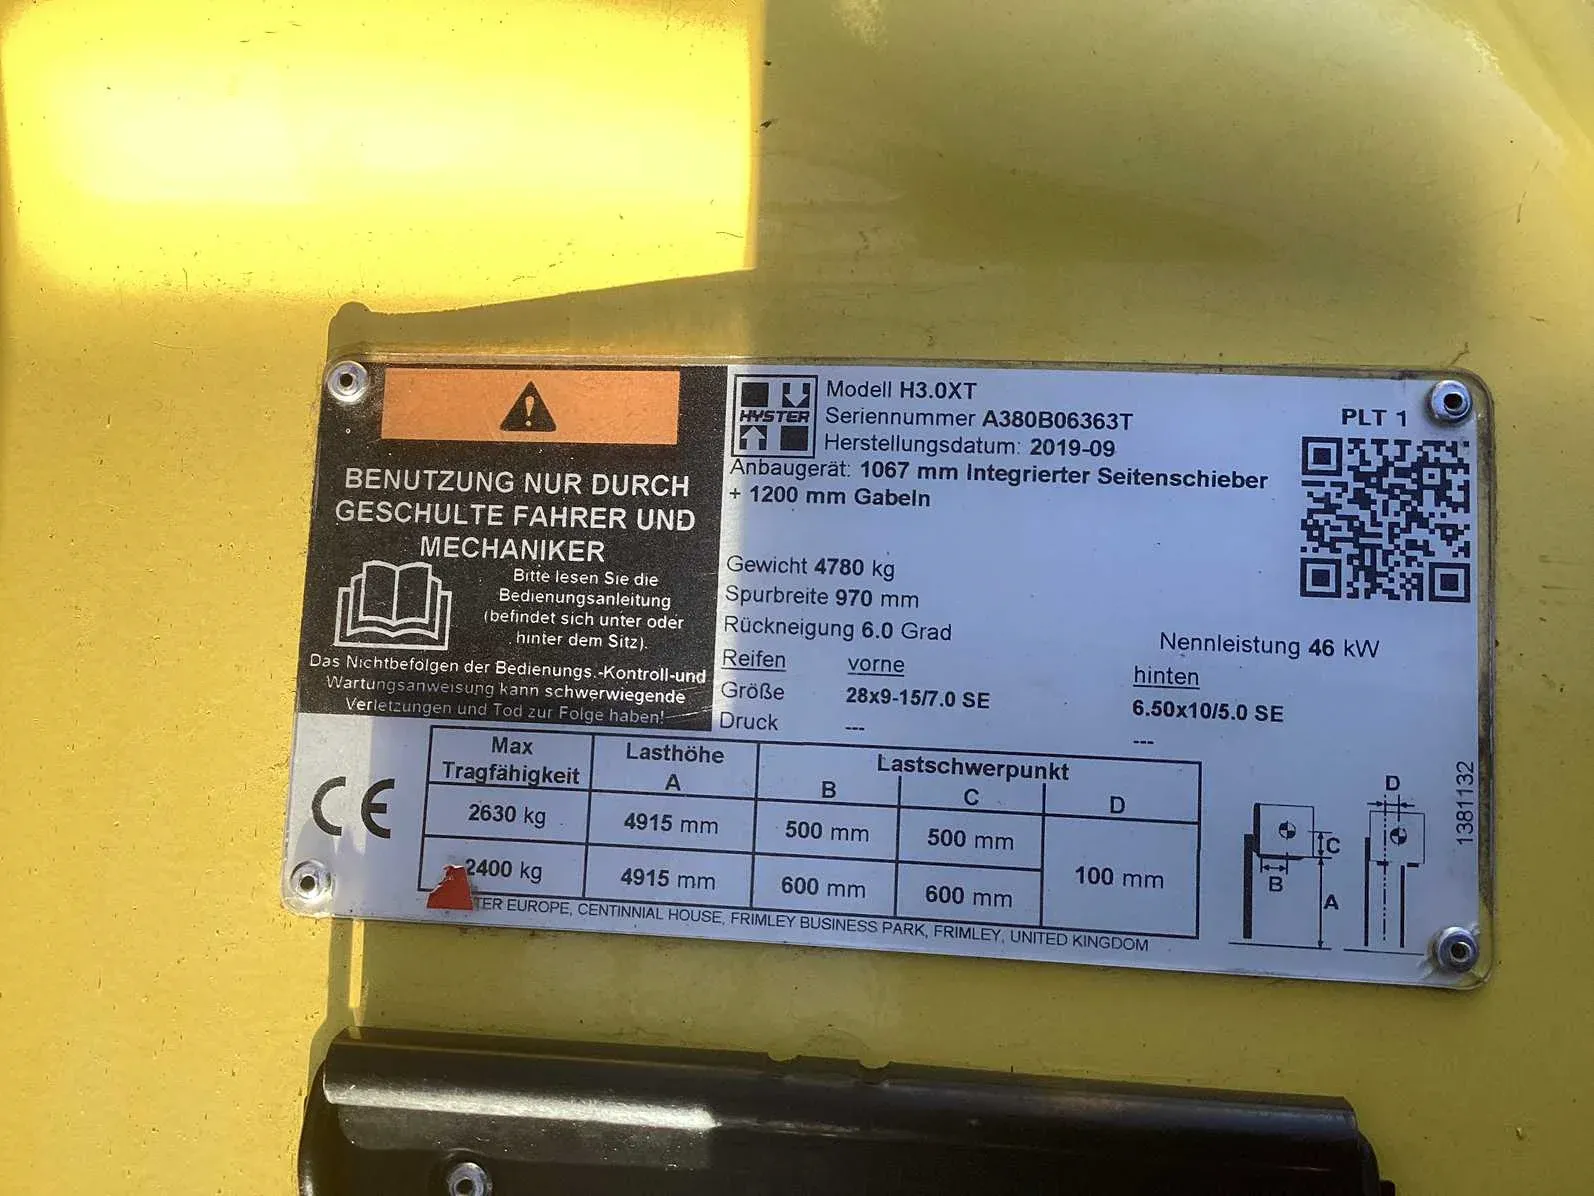 BENUTZUNG NUR DURCH
GESCHULTE FAHRER UND
MECHANIKER
Bitte lesen Sie die
Bedienungsanleitung
(befindet sich unter oder
hinter dem Sitz).
Das Nichtbefolgen der Bedienungs.-Kontroll-und
Wartungsanweisung kann schwerwiegende
Verletzungen und Tod zur Folge haben!
HYSTER
Modell H3.0XT
Seriennummer A380B06363T
Herstellungsdatum: 2019-09
Anbaugerät: 1067 mm Integrierter Seitenschieber
+ 1200 mm Gabeln
PLT 1
Gewicht 4780 kg
Spurbreite 970 mm
Rückneigung 6.0 Grad
Nennleistung 46 kW
Reifen vorne hinten
Größe 28x9-15/7.0 SE 6.50x10/5.0 SE
Druck --- ---
Max Tragfähigkeit Lasthöhe A Lastschwerpunkt
B C D
2630 kg 4915 mm 500 mm 500 mm 100 mm
2400 kg 4915 mm 600 mm 600 mm
CE
TER EUROPE, CENTINNIAL HOUSE, FRIMLEY BUSINESS PARK, FRIMLEY, UNITED KINGDOM
D
C
B
A
1381132